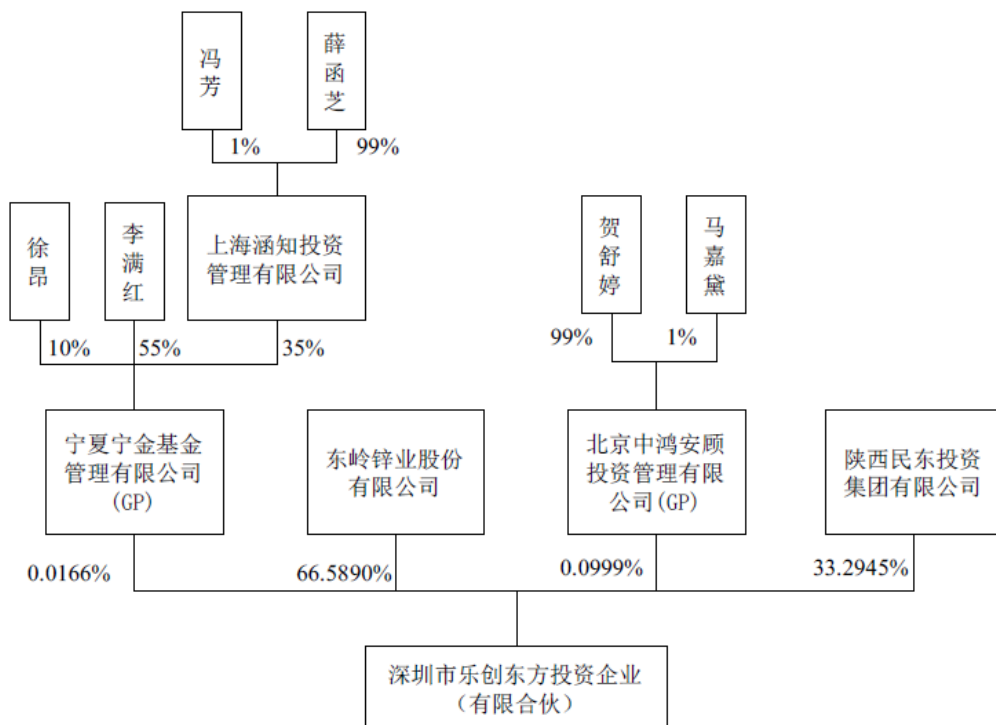 冯芳
薛函芝
1%
99%
徐昂
李满红
上海涵知投资
管理有限公司
贺舒婷
马嘉黛
10%
55%
35%
99%
1%
宁夏宁金基金
管理有限公司
(GP)
东岭锌业股份
有限公司
北京中鸿安顾
投资管理有限
公司(GP)
陕西民东投资
集团有限公司
0.0166%
66.5890%
0.0999%
33.2945%
深圳市乐创东方投资企业
（有限合伙）